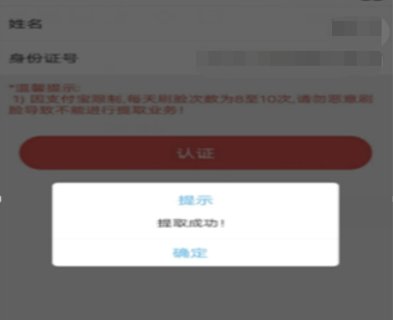 姓名
身份证号
*温馨提示:
1) 因支付宝限制,每天刷脸次数为8至10次,请勿恶意刷
脸导致不能进行提取业务!
认证
提示
提取成功!
确定